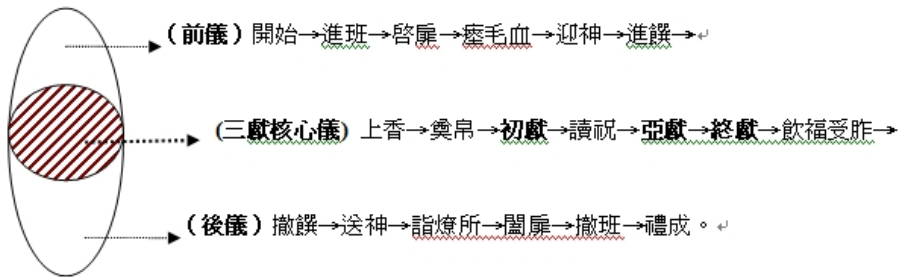 （前儀）開始→進班→啓扉→瘞毛血→迎神→進饌→
(三獻核心儀) 上香→奠帛→初獻→讀祝→亞獻→終獻→飲福受胙→
（後儀）撤饌→送神→詣燎所→闔扉→撤班→禮成。